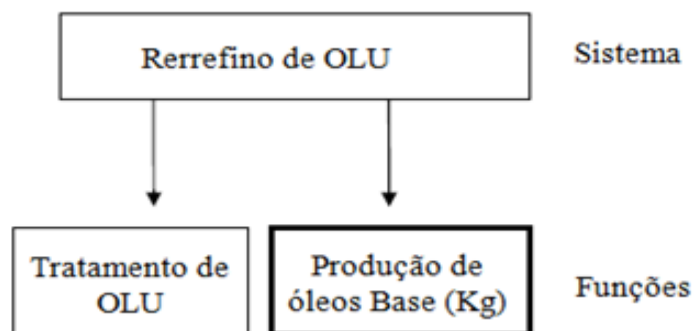 Rerrefino de OLU
Sistema
Tratamento de
OLU
Produção de
óleos Base (Kg)
Funções